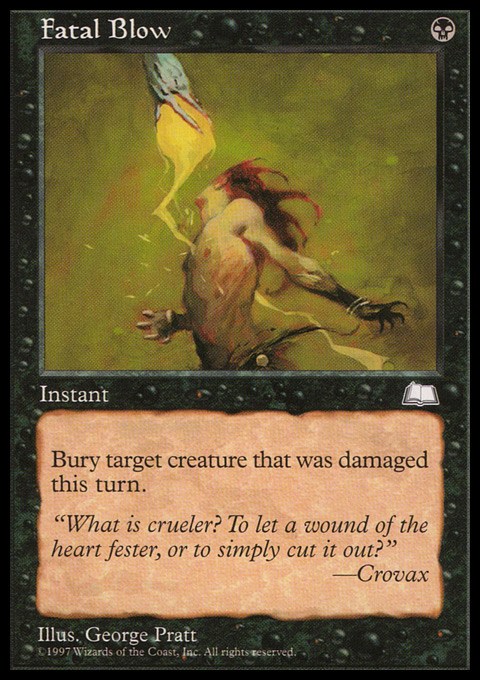 Fatal Blow
Instant
Bury target creature that was damaged
this turn.
“What is crueler? To let a wound of the
heart fester, or to simply cut it out?”
—Crovax
Illus. George Pratt
©1997 Wizards of the Coast, Inc. All rights reserved.